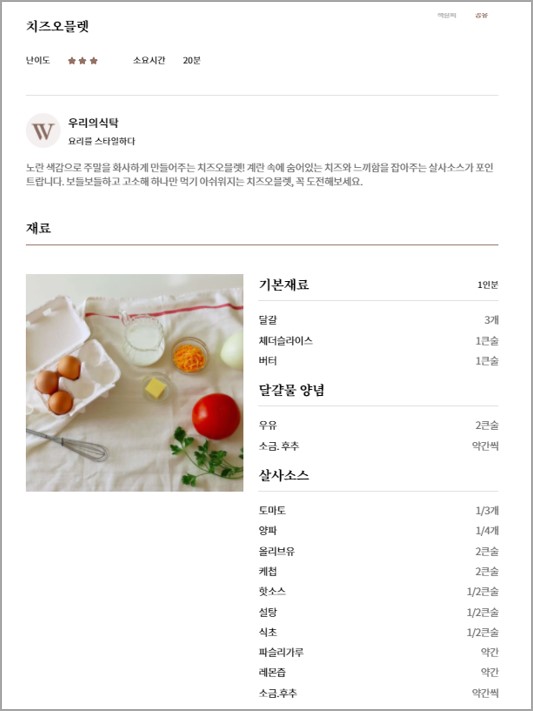 치즈오믈렛
난이도 ★★★ 소요시간 20분
W
우리의식탁
요리를 스타일하다
노란 색감으로 주말을 화사하게 만들어주는 치즈오믈렛! 계란 속에 숨어있는 치즈와 느끼함을 잡아주는 살사소스가 포인
트랍니다. 보들보들하고 고소해 하나만 먹기 아쉬워지는 치즈오믈렛, 꼭 도전해보세요.
재료
기본재료 1인분
달걀 3개
체더슬라이스 1큰술
버터 1큰술
달걀물 양념
우유 2큰술
소금. 후추 약간씩
살사소스
토마토 1/3개
양파 1/4개
올리브유 2큰술
케첩 2큰술
핫소스 1/2큰술
설탕 1/2큰술
식초 1/2큰술
파슬리가루 약간
레몬즙 약간
소금.후추 약간씩